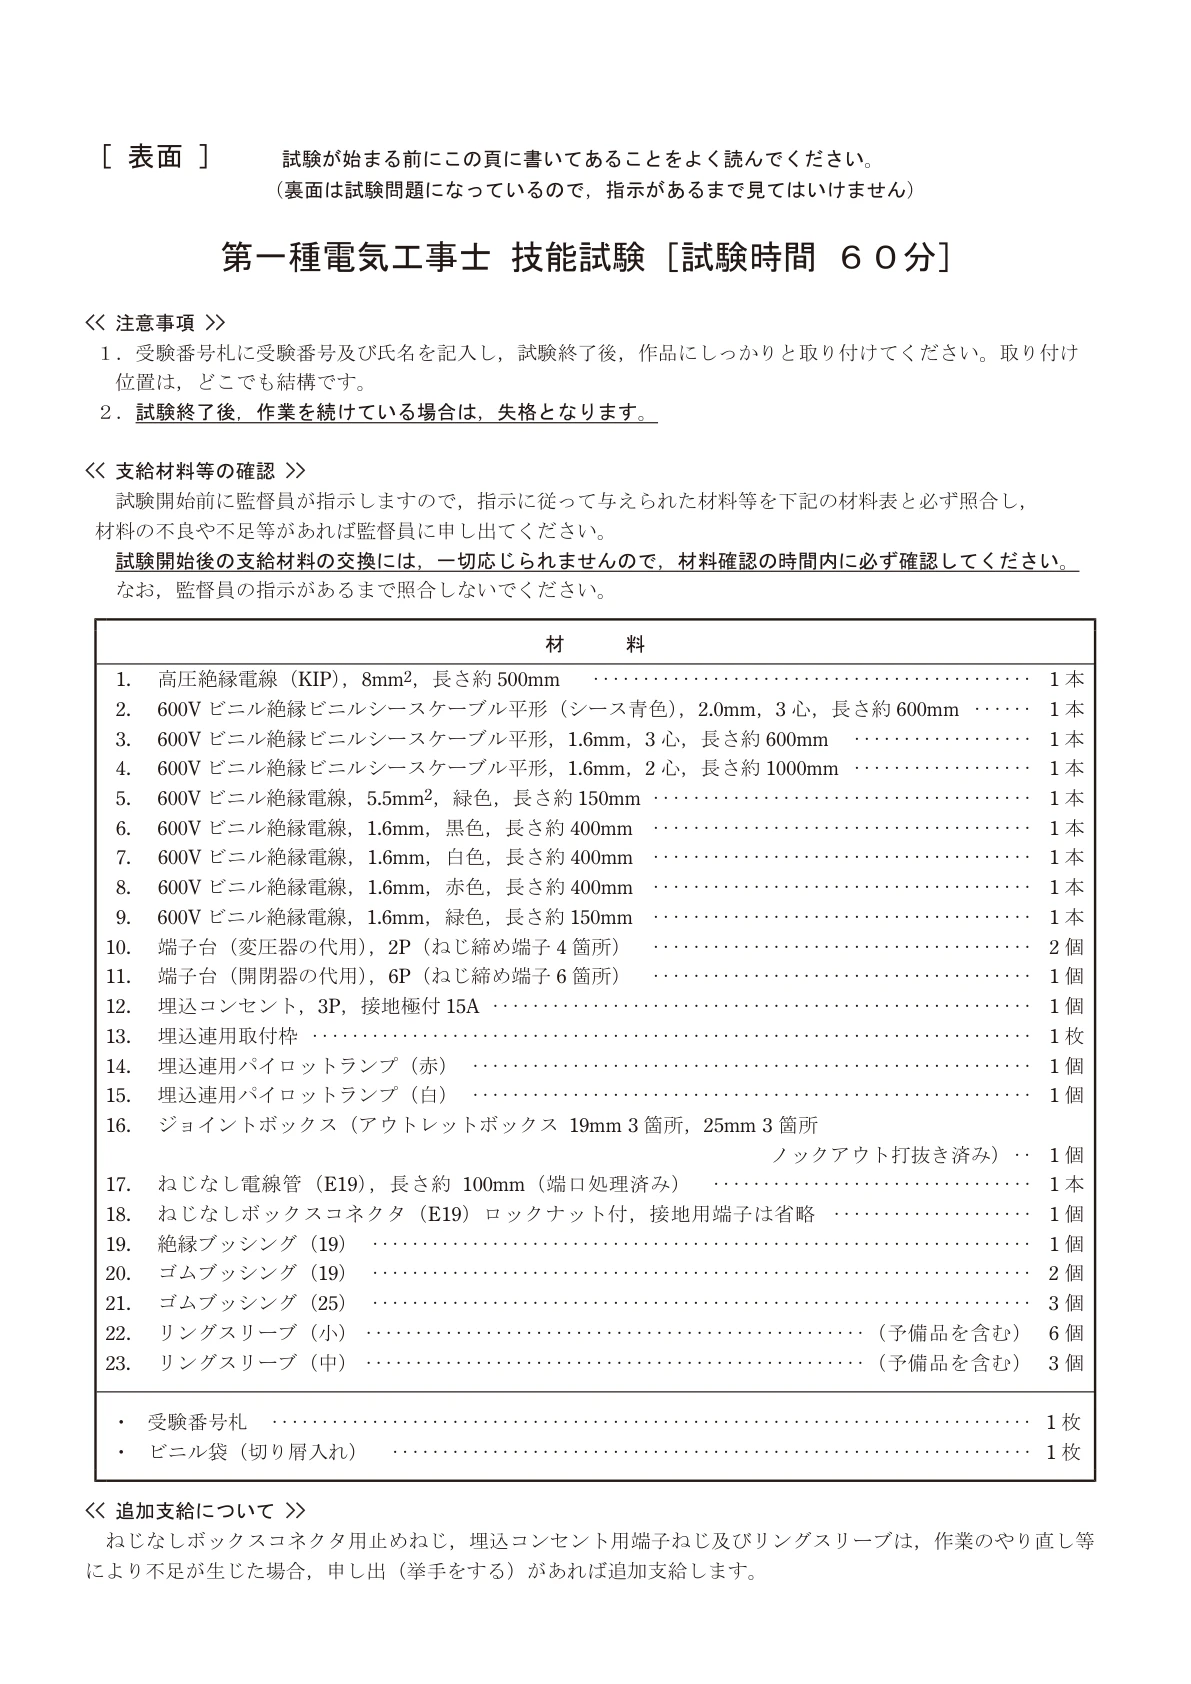 ［ 表面 ］　試験が始まる前にこの頁に書いてあることをよく読んでください。
（裏面は試験問題になっているので，指示があるまで見てはいけません）
第一種電気工事士 技能試験［試験時間　６０分］
≪ 注意事項 ≫
１．受験番号札に受験番号及び氏名を記入し，試験終了後，作品にしっかりと取り付けてください。取り付け
位置は，どこでも結構です。
２．試験終了後，作業を続けている場合は，失格となります。
≪ 支給材料等の確認 ≫
試験開始前に監督員が指示しますので，指示に従って与えられた材料等を下記の材料表と必ず照合し，
材料の不良や不足等があれば監督員に申し出てください。
試験開始後の支給材料の交換には，一切応じられませんので，材料確認の時間内に必ず確認してください。
なお，監督員の指示があるまで照合しないでください。
材　　料
1. 高圧絶縁電線（KIP），8mm²，長さ約 500mm ‥‥‥ 1 本
2. 600V ビニル絶縁ビニルシースケーブル平形（シース青色），2.0mm，3 心，長さ約 600mm ‥‥‥ 1 本
3. 600V ビニル絶縁ビニルシースケーブル平形，1.6mm，3 心，長さ約 600mm ‥‥‥ 1 本
4. 600V ビニル絶縁ビニルシースケーブル平形，1.6mm，2 心，長さ約 1000mm ‥‥‥ 1 本
5. 600V ビニル絶縁電線，5.5mm²，緑色，長さ約 150mm ‥‥‥ 1 本
6. 600V ビニル絶縁電線，1.6mm，黒色，長さ約 400mm ‥‥‥ 1 本
7. 600V ビニル絶縁電線，1.6mm，白色，長さ約 400mm ‥‥‥ 1 本
8. 600V ビニル絶縁電線，1.6mm，赤色，長さ約 400mm ‥‥‥ 1 本
9. 600V ビニル絶縁電線，1.6mm，緑色，長さ約 150mm ‥‥‥ 1 本
10. 端子台（変圧器の代用），2P（ねじ締め端子 4 箇所） ‥‥‥ 2 個
11. 端子台（開閉器の代用），6P（ねじ締め端子 6 箇所） ‥‥‥ 1 個
12. 埋込コンセント，3P，接地極付 15A ‥‥‥ 1 個
13. 埋込連用取付枠 ‥‥‥ 1 枚
14. 埋込連用パイロットランプ（赤） ‥‥‥ 1 個
15. 埋込連用パイロットランプ（白） ‥‥‥ 1 個
16. ジョイントボックス（アウトレットボックス 19mm 3 箇所，25mm 3 箇所
ノックアウト打抜き済み） ‥ 1 個
17. ねじなし電線管（E19），長さ約 100mm（端口処理済み） ‥‥‥ 1 本
18. ねじなしボックスコネクタ（E19）ロックナット付，接地用端子は省略 ‥‥‥ 1 個
19. 絶縁ブッシング（19） ‥‥‥ 1 個
20. ゴムブッシング（19） ‥‥‥ 2 個
21. ゴムブッシング（25） ‥‥‥ 3 個
22. リングスリーブ（小） ‥‥‥（予備品を含む） 6 個
23. リングスリーブ（中） ‥‥‥（予備品を含む） 3 個
・ 受験番号札 ‥‥‥ 1 枚
・ ビニル袋（切り屑入れ） ‥‥‥ 1 枚
≪ 追加支給について ≫
ねじなしボックスコネクタ用止めねじ，埋込コンセント用端子ねじ及びリングスリーブは，作業のやり直し等
により不足が生じた場合，申し出（挙手をする）があれば追加支給します。